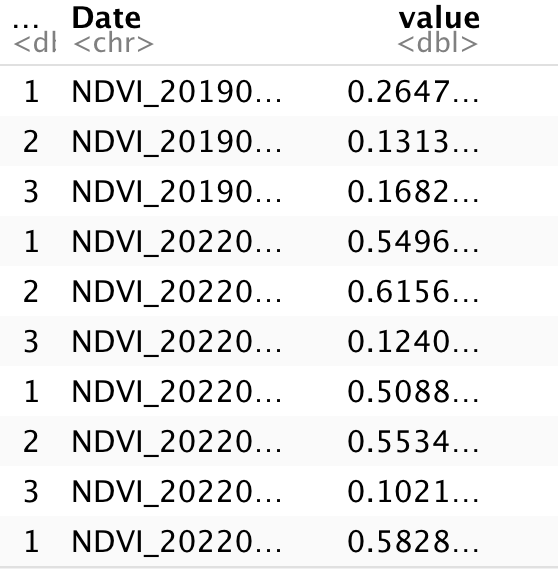 ... Date value
<db <chr> <dbl>
1 NDVI_20190... 0.2647...
2 NDVI_20190... 0.1313...
3 NDVI_20190... 0.1682...
1 NDVI_20220... 0.5496...
2 NDVI_20220... 0.6156...
3 NDVI_20220... 0.1240...
1 NDVI_20220... 0.5088...
2 NDVI_20220... 0.5534...
3 NDVI_20220... 0.1021...
1 NDVI_20220... 0.5828...